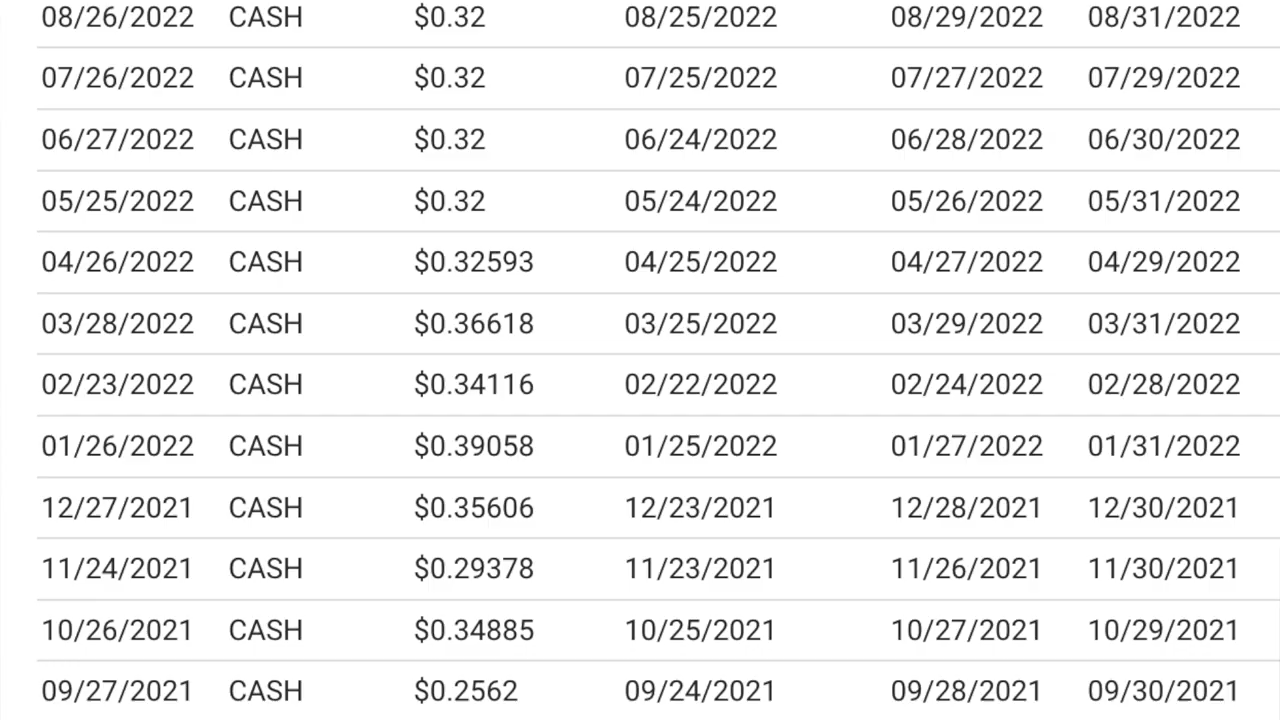 08/26/2022 CASH $0.32 08/25/2022 08/29/2022 08/31/2022
07/26/2022 CASH $0.32 07/25/2022 07/27/2022 07/29/2022
06/27/2022 CASH $0.32 06/24/2022 06/28/2022 06/30/2022
05/25/2022 CASH $0.32 05/24/2022 05/26/2022 05/31/2022
04/26/2022 CASH $0.32593 04/25/2022 04/27/2022 04/29/2022
03/28/2022 CASH $0.36618 03/25/2022 03/29/2022 03/31/2022
02/23/2022 CASH $0.34116 02/22/2022 02/24/2022 02/28/2022
01/26/2022 CASH $0.39058 01/25/2022 01/27/2022 01/31/2022
12/27/2021 CASH $0.35606 12/23/2021 12/28/2021 12/30/2021
11/24/2021 CASH $0.29378 11/23/2021 11/26/2021 11/30/2021
10/26/2021 CASH $0.34885 10/25/2021 10/27/2021 10/29/2021
09/27/2021 CASH $0.2562 09/24/2021 09/28/2021 09/30/2021